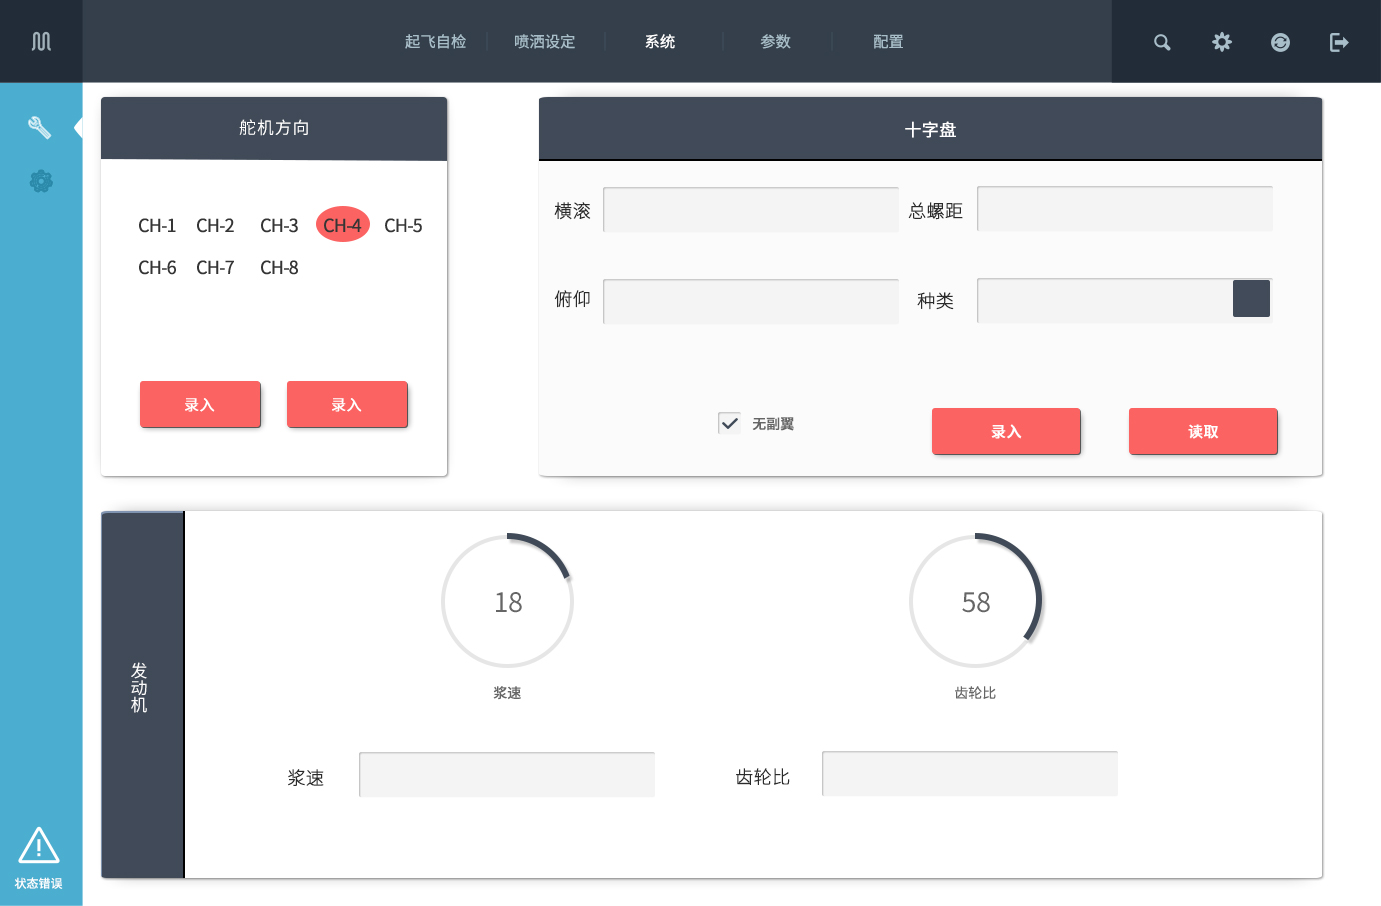 起飞自检 喷洒设定 系统 参数 配置
舵机方向
CH-1 CH-2 CH-3 CH-4 CH-5
CH-6 CH-7 CH-8
录入 录入
十字盘
横滚 总螺距
俯仰 种类
无副翼 录入 读取
发动机
18 58
浆速 齿轮比
浆速 齿轮比
状态错误